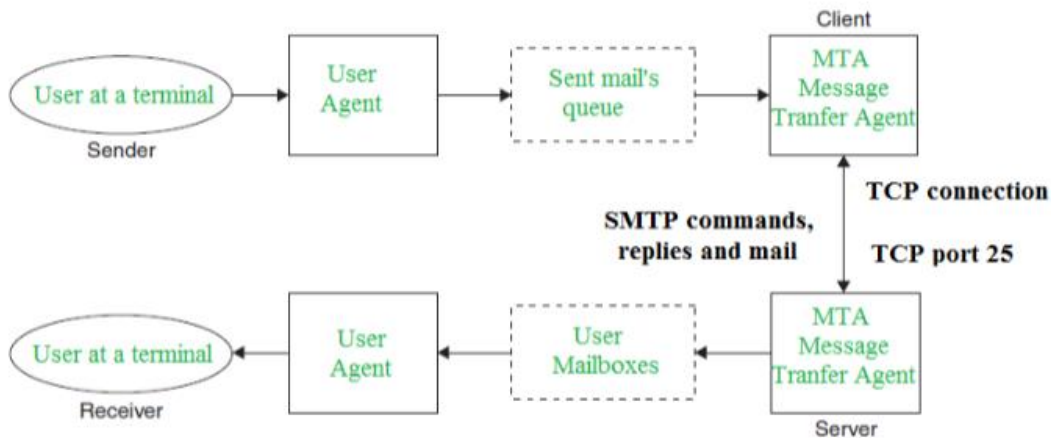 Client
User at a terminal
User
Agent
Sent mail's
queue
MTA
Message
Tranfer Agent
Sender
TCP connection
SMTP commands,
replies and mail
TCP port 25
User at a terminal
User
Agent
User
Mailboxes
MTA
Message
Tranfer Agent
Receiver
Server